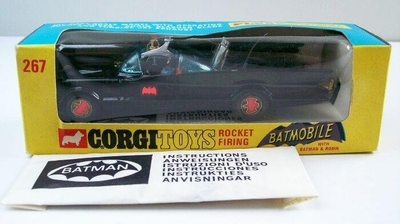 267
CORGI TOYS
ROCKET
FIRING
BATMOBILE
WITH
BATMAN & ROBIN
BATMAN
INSTRUCTIONS
ANWEISUNGEN
ISTRUZIONI D'USO
INSTRUCCIONES
INSTRUKTIES
ANVISNINGAR